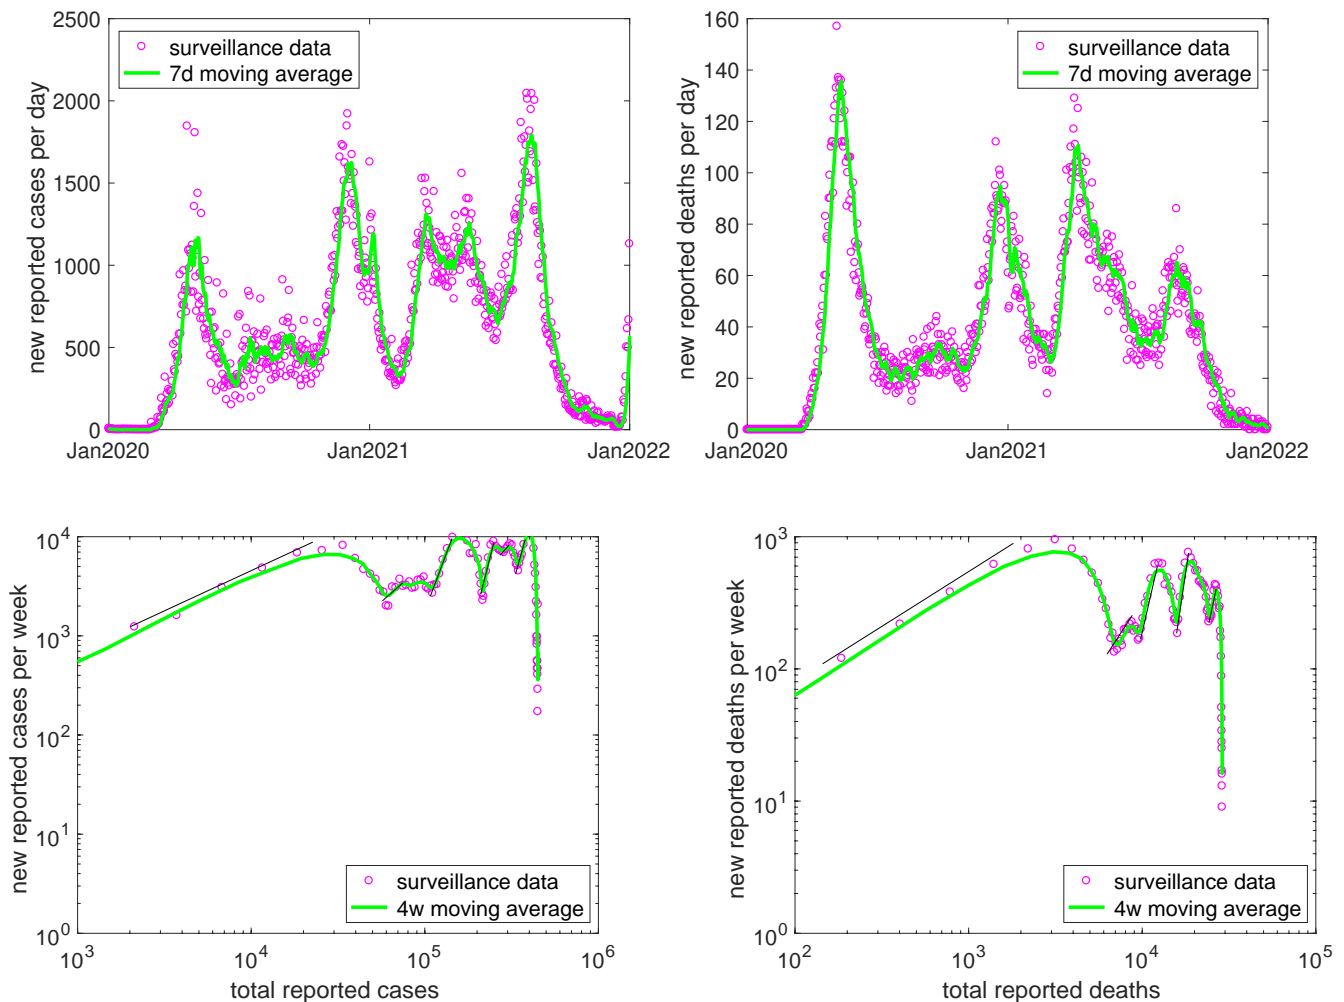 2500
2000
1500
1000
500
0
new reported cases per day
surveillance data
7d moving average
Jan2020
Jan2021
Jan2022
160
140
120
100
80
60
40
20
0
new reported deaths per day
surveillance data
7d moving average
Jan2020
Jan2021
Jan2022
10^4
10^3
10^2
10^1
10^0
new reported cases per week
surveillance data
4w moving average
10^3
10^4
10^5
10^6
total reported cases
10^3
10^2
10^1
10^0
new reported deaths per week
surveillance data
4w moving average
10^2
10^3
10^4
10^5
total reported deaths